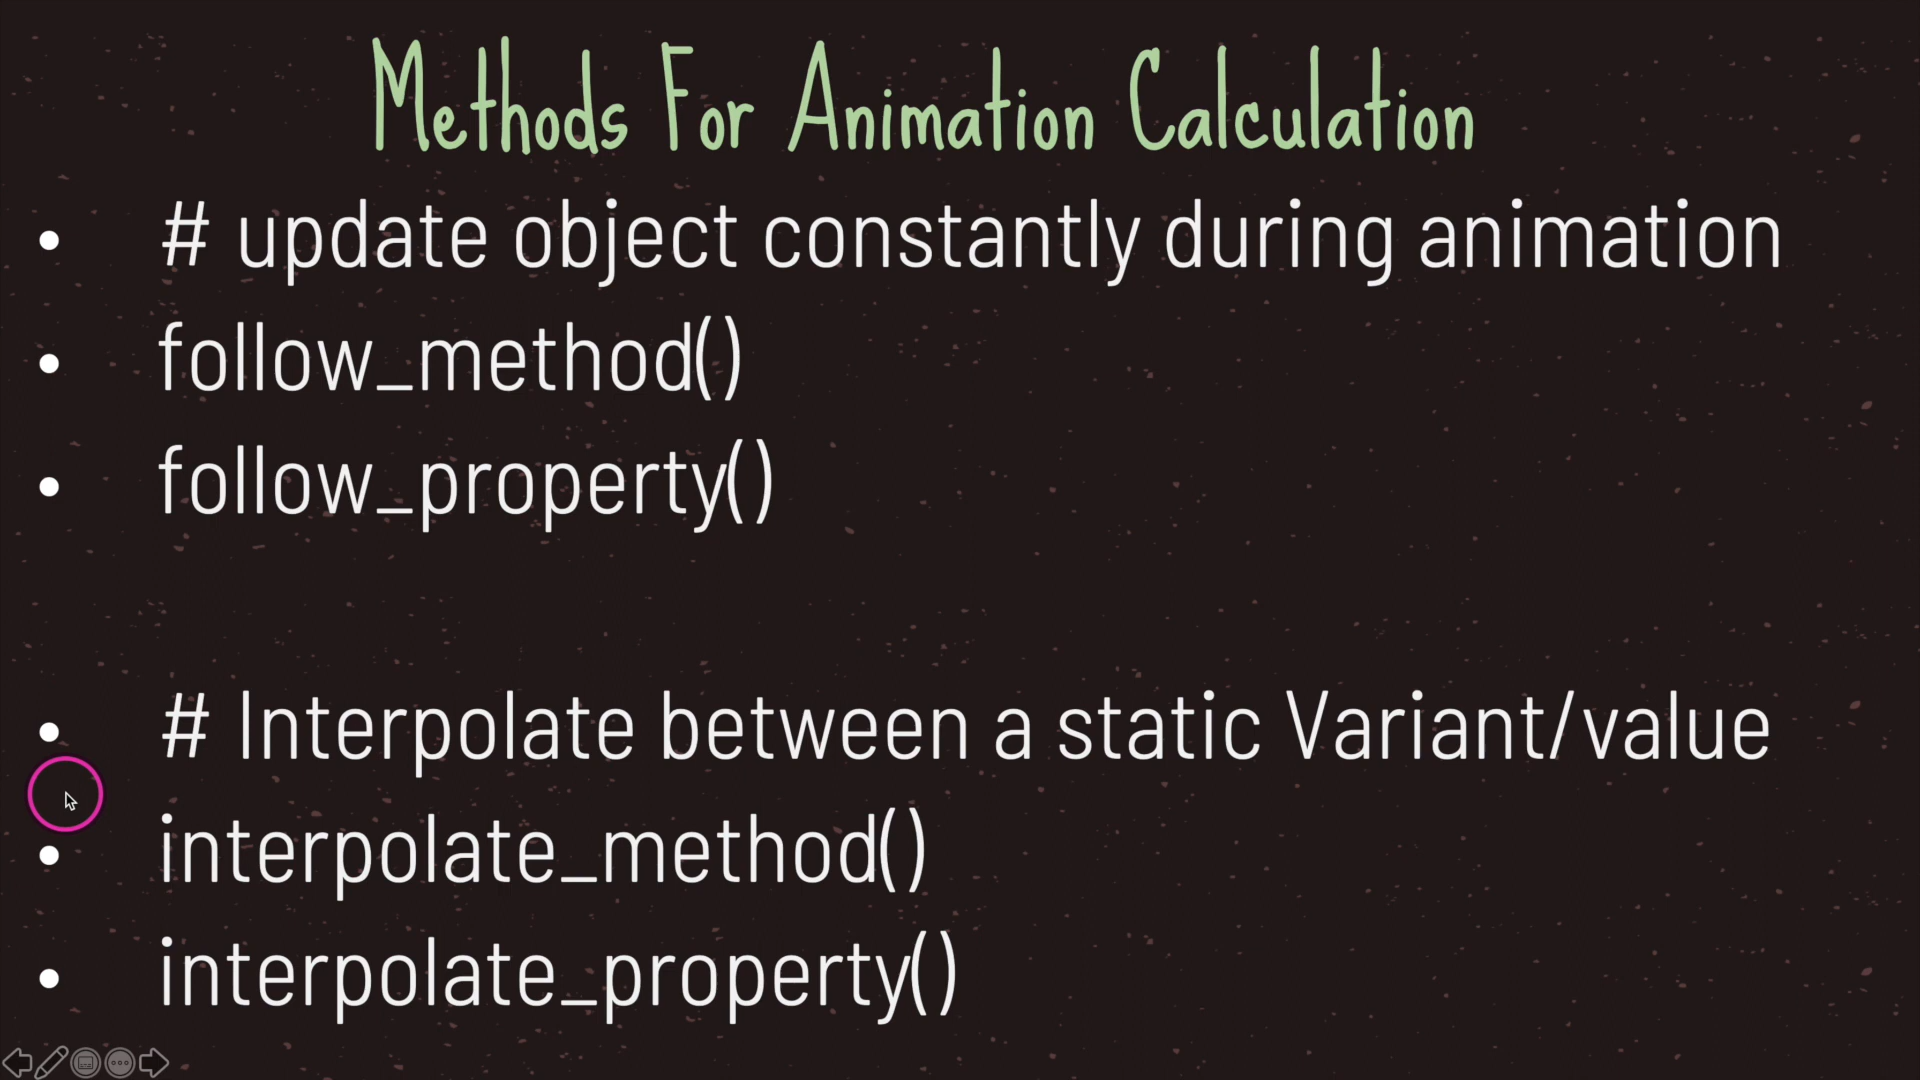 Methods For Animation Calculation
• # update object constantly during animation
• follow_method()
• follow_property()
• # Interpolate between a static Variant/value
• interpolate_method()
• interpolate_property()